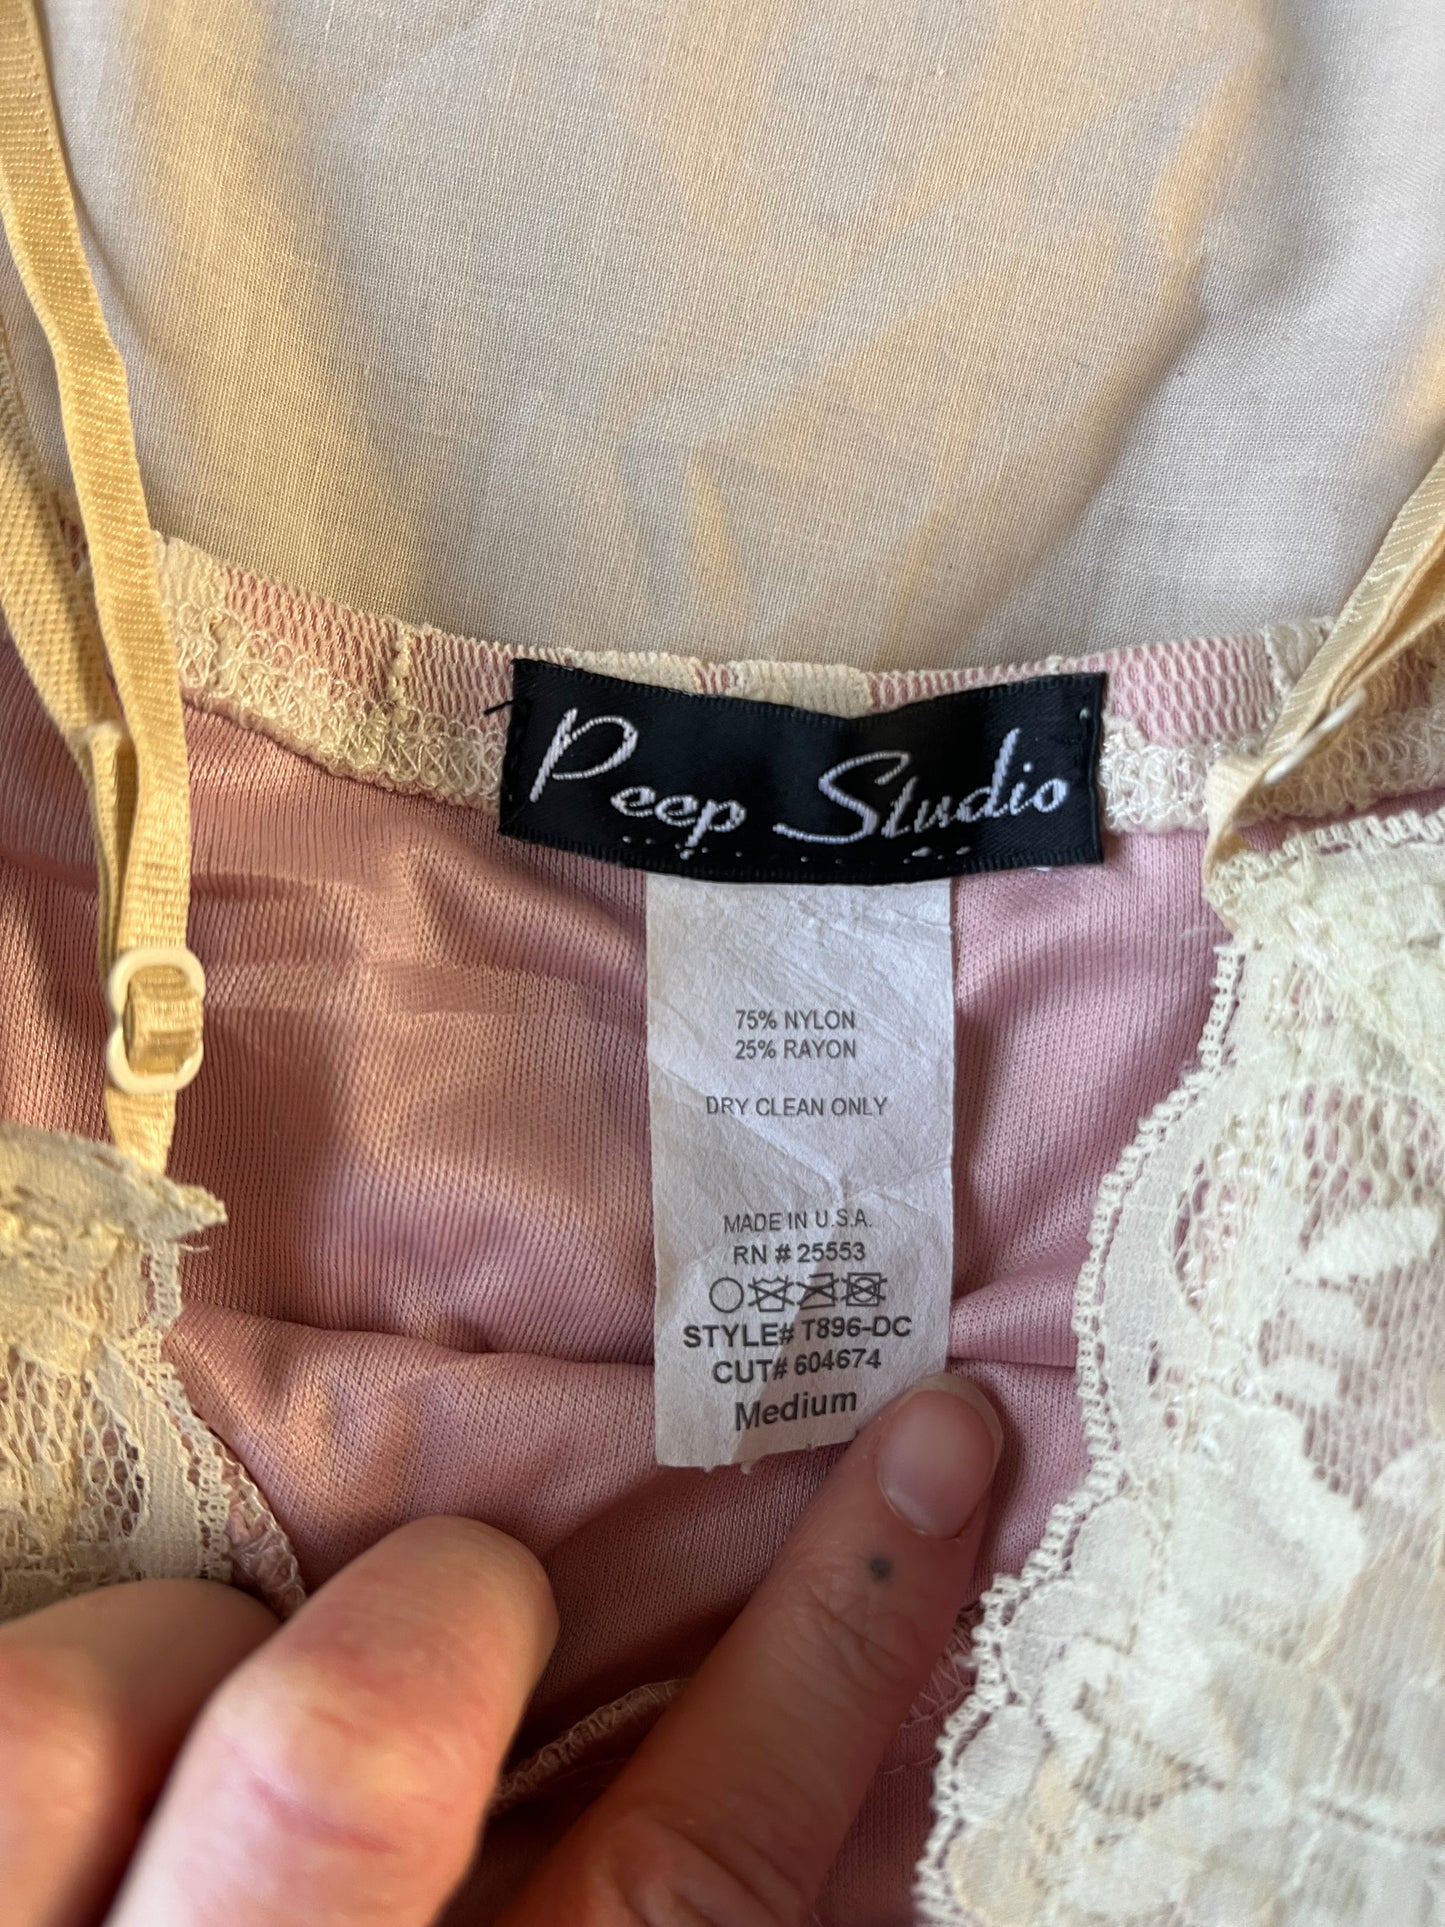 Peep Studio
75% NYLON
25% RAYON
DRY CLEAN ONLY
MADE IN U.S.A.
RN # 25553
STYLE# T896-DC
CUT# 604674
Medium